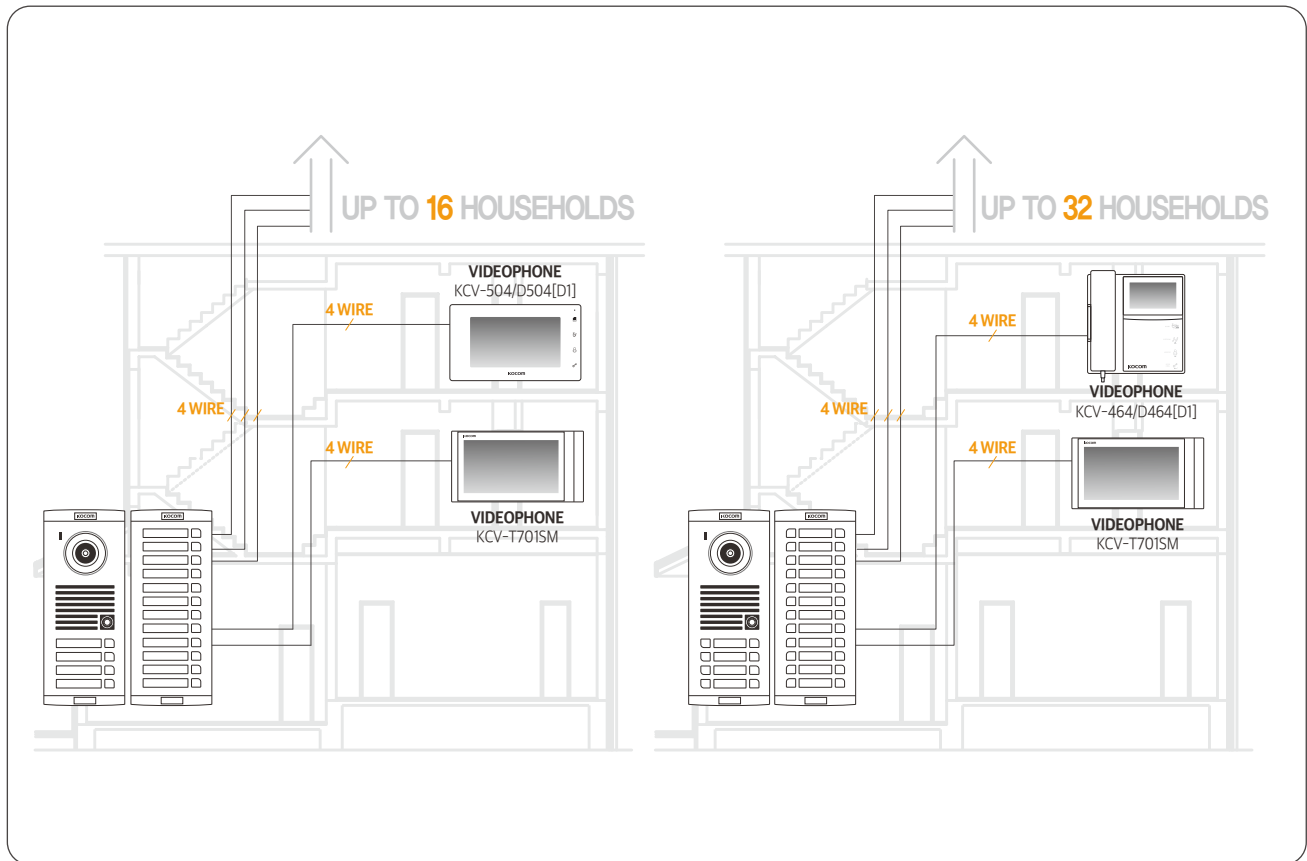 UP TO 16 HOUSEHOLDS
VIDEOPHONE
KCV-504/D504[D1]
4 WIRE
KOCOM
4 WIRE
4 WIRE
KOCOM
VIDEOPHONE
KCV-T701SM
KOCOM
KOCOM
UP TO 32 HOUSEHOLDS
4 WIRE
KOCOM
VIDEOPHONE
KCV-464/D464[D1]
4 WIRE
4 WIRE
KOCOM
VIDEOPHONE
KCV-T701SM
KOCOM
KOCOM